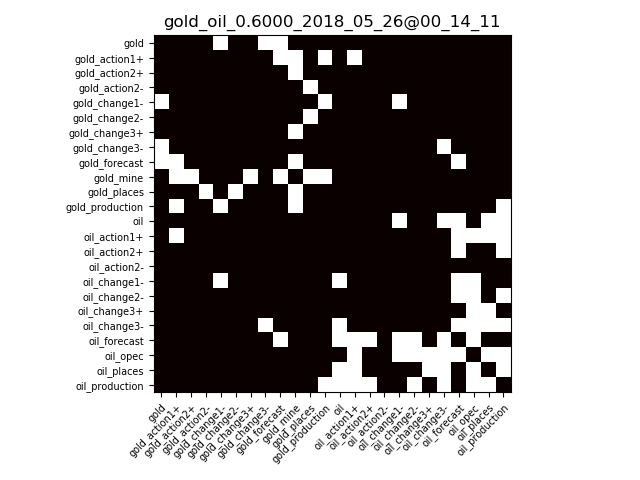 gold_oil_0.6000_2018_05_26@00_14_11
gold
gold_action1+
gold_action2+
gold_action2-
gold_change1-
gold_change2-
gold_change3+
gold_change3-
gold_forecast
gold_mine
gold_places
gold_production
oil
oil_action1+
oil_action2+
oil_action2-
oil_change1-
oil_change2-
oil_change3+
oil_change3-
oil_forecast
oil_opec
oil_places
oil_production
gold
gold_action1+
gold_action2+
gold_action2-
gold_change1-
gold_change2-
gold_change3+
gold_change3-
gold_forecast
gold_mine
gold_places
gold_production
oil
oil_action1+
oil_action2+
oil_action2-
oil_change1-
oil_change2-
oil_change3+
oil_change3-
oil_forecast
oil_opec
oil_places
oil_production